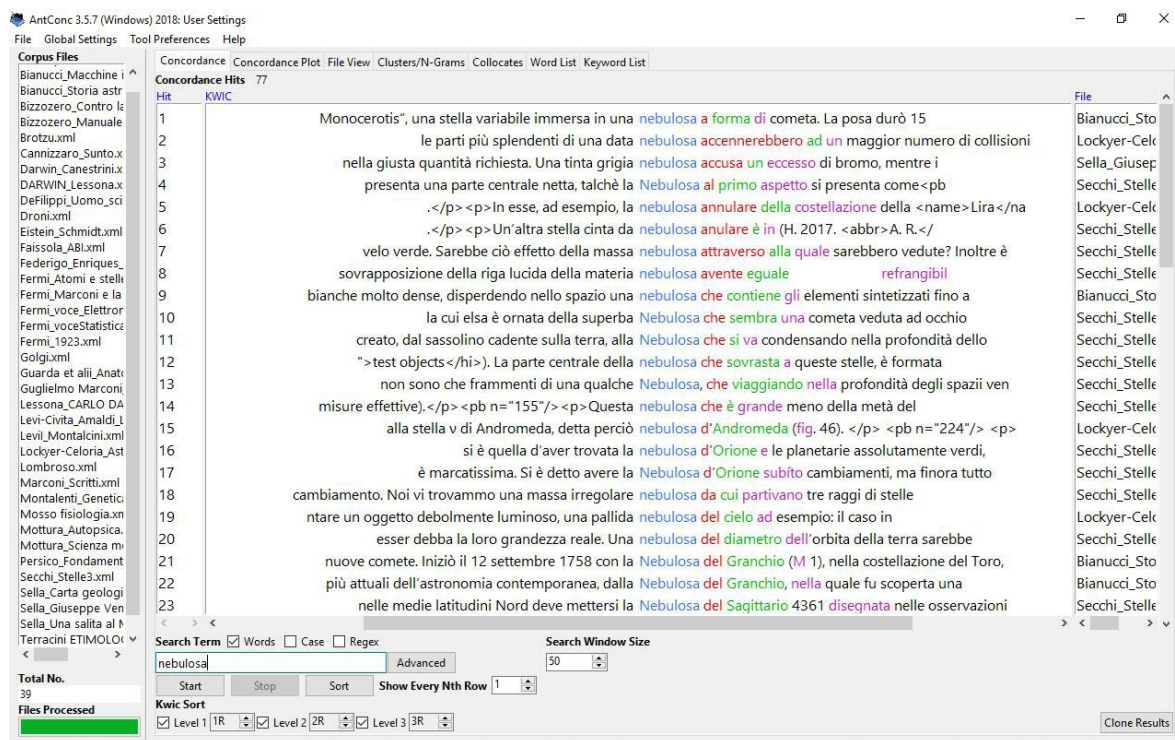 AntConc 3.5.7 (Windows) 2018: User Settings
File Global Settings Tool Preferences Help
Corpus Files
Bianucci_Macchine i
Bianucci_Storia astr
Bizzozero_Contro la
Bizzozero_Manuale
Brotzu.xml
Cannizzaro_Sunto.x
Darwin_Canestrini.x
DARWIN_Lessona.x
DeFilippi_Uomo_sci
Droni.xml
Eistein_Schmidt.xml
Faissola_ABI.xml
Federigo_Enriques_
Fermi_Atomi e stelle
Fermi_Marconi e la
Fermi_voce_Elettror
Fermi_voceStatistica
Fermi_1923.xml
Golgi.xml
Guarda et alii_Anato
Guglielmo Marconi_
Lessona_CARLO DA
Levi-Civita_Amaldi_L
Levil_Montalcini.xml
Lockyer-Celoria_Ast
Lombroso.xml
Marconi_Scritti.xml
Montalenti_Genetica
Mosso fisiologia.xn
Mottura_Autopsica.
Mottura_Scienza m
Persico_Fondament
Secchi_Stelle3.xml
Sella_Carta geologi
Sella_Giuseppe Ven
Sella_Una salita al M
Terracini ETIMOLO
Total No.
39
Files Processed
Concordance Concordance Plot File View Clusters/N-Grams Collocates Word List Keyword List
Concordance Hits 77
Hit KWIC File
1 Monocerotis”, una stella variabile immersa in una nebulosa a forma di cometa. La posa durò 15 Bianucci_Sto
2 le parti più splendenti di una data nebulosa accennerebbero ad un maggior numero di collisioni Lockyer-Celo
3 nella giusta quantità richiesta. Una tinta grigia nebulosa accusa un eccesso di bromo, mentre i Sella_Giusep
4 presenta una parte centrale netta, talchè la Nebulosa al primo aspetto si presenta come<pb Secchi_Stelle
5 .</p><p>In esse, ad esempio, la nebulosa annulare della costellazione della <name>Lira</na Lockyer-Celo
6 .</p><p>Un’altra stella cinta da nebulosa anulare è in (H. 2017. <abbr>A. R.</ Secchi_Stelle
7 velo verde. Sarebbe ciò effetto della massa nebulosa attraverso alla quale sarebbero vedute? Inoltre è Secchi_Stelle
8 sovrapposizione della riga lucida della materia nebulosa avente eguale refrangibil Secchi_Stelle
9 bianche molto dense, disperdendo nello spazio una nebulosa che contiene gli elementi sintetizzati fino a Bianucci_Sto
10 la cui elsa è ornata della superba Nebulosa che sembra una cometa veduta ad occhio Secchi_Stelle
11 creato, dal sassolino cadente sulla terra, alla Nebulosa che si va condensando nella profondità dello Secchi_Stelle
12 ">test objects</hi>). La parte centrale della Nebulosa che sovrasta a queste stelle, è formata Secchi_Stelle
13 non sono che frammenti di una qualche Nebulosa, che viaggiando nella profondità degli spazii ven Secchi_Stelle
14 misure effettive).</p><pb n="155"/><p>Questa nebulosa che è grande meno della metà del Secchi_Stelle
15 alla stella ν di Andromeda, detta perciò nebulosa d'Andromeda (fig. 46). </p> <pb n="224"/> <p> Lockyer-Celo
16 si è quella d’aver trovata la nebulosa d’Orione e le planetarie assolutamente verdi, Secchi_Stelle
17 è marcatissima. Si è detto avere la Nebulosa d’Orione subíto cambiamenti, ma finora tutto Secchi_Stelle
18 cambiamento. Noi vi trovammo una massa irregolare nebulosa da cui partivano tre raggi di stelle Secchi_Stelle
19 ntare un oggetto debolmente luminoso, una pallida nebulosa del cielo ad esempio: il caso in Lockyer-Celo
20 esser debba la loro grandezza reale. Una nebulosa del diametro dell’orbita della terra sarebbe Secchi_Stelle
21 nuove comete. Iniziò il 12 settembre 1758 con la Nebulosa del Granchio (M 1), nella costellazione del Toro, Bianucci_Sto
22 più attuali dell’astronomia contemporanea, dalla Nebulosa del Granchio, nella quale fu scoperta una Bianucci_Sto
23 nelle medie latitudini Nord deve mettersi la Nebulosa del Sagittario 4361 disegnata nelle osservazioni Secchi_Stelle
Search Term Words Case Regex Search Window Size
nebulosa Advanced 50
Start Stop Sort Show Every Nth Row 1
Kwic Sort
Level 1 1R Level 2 2R Level 3 3R Clone Results